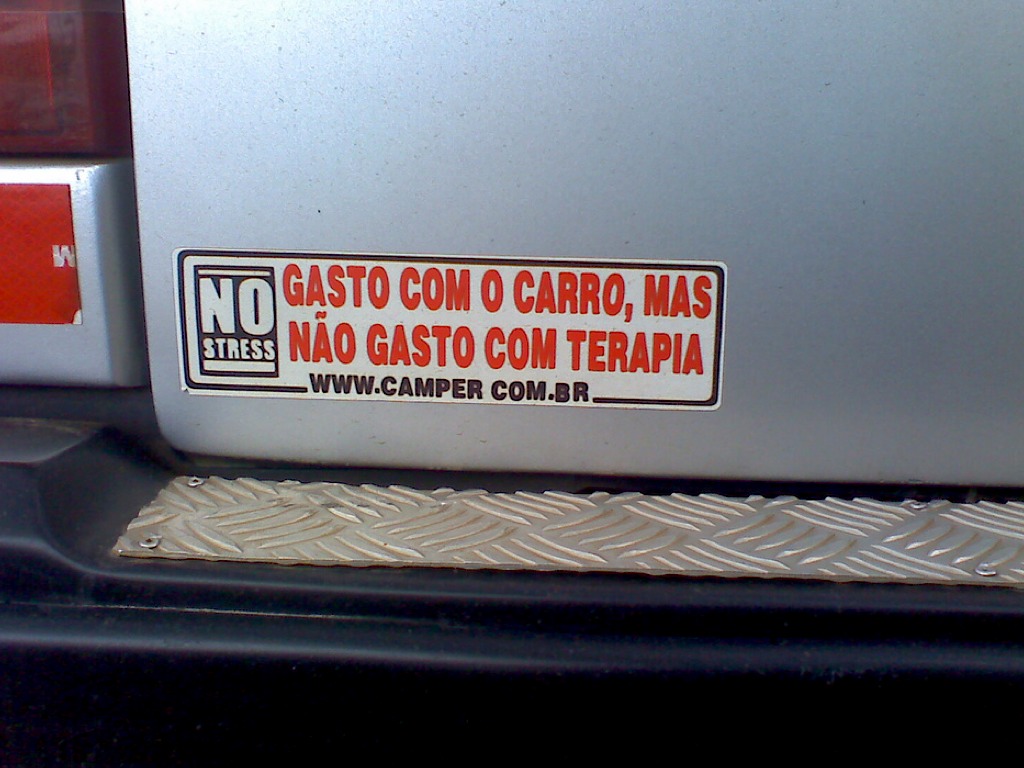 NO
STRESS
GASTO COM O CARRO, MAS
NÃO GASTO COM TERAPIA
WWW.CAMPER COM.BR
M